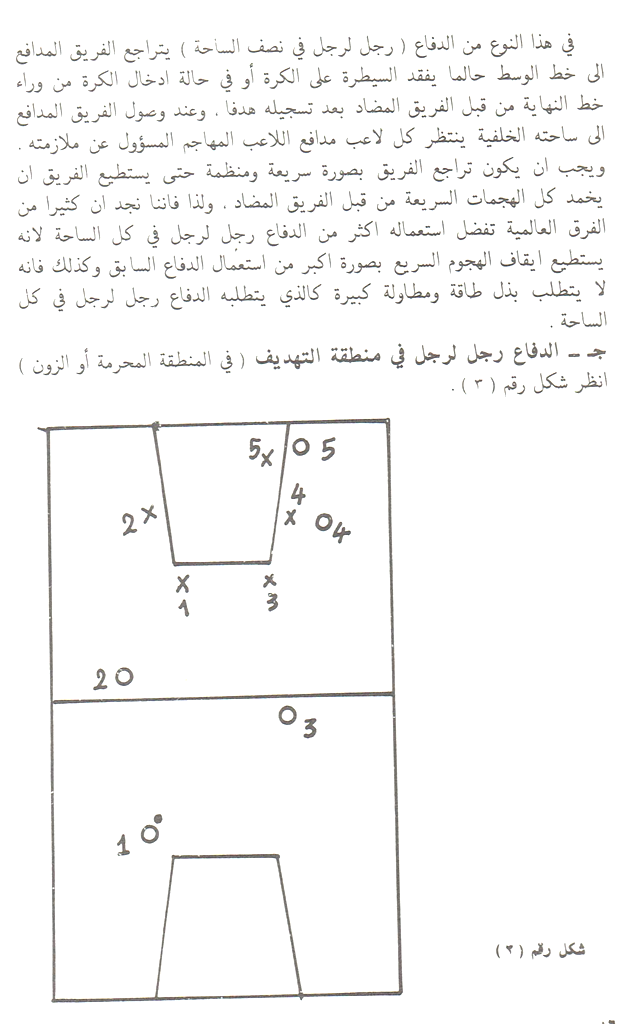 في هذا النوع من الدفاع ( رجل لرجل في نصف الساحة ) يتراجع الفريق المدافع
الى خط الوسط حالما يفقد السيطرة على الكرة أو في حالة ادخال الكرة من وراء
خط النهاية من قبل الفريق المضاد بعد تسجيله هدفا . وعند وصول الفريق المدافع
الى ساحته الخلفية ينتظر كل لاعب مدافع اللاعب المهاجم المسؤول عن ملازمته .
ويجب ان يكون تراجع الفريق بصورة سريعة ومنظمة حتى يستطيع الفريق ان
يخمد كل الهجمات السريعة من قبل الفريق المضاد . ولذا فاننا نجد ان كثيرا من
الفرق العالمية تفضل استعماله اكثر من الدفاع رجل لرجل في كل الساحة لانه
يستطيع ايقاف الهجوم السريع بصورة اكبر من استعمال الدفاع السابق وكذلك فانه
لا يتطلب بذل طاقة ومطاولة كبيرة كالذي يتطلبه الدفاع رجل لرجل في كل
الساحة .
جـ ـ الدفاع رجل لرجل في منطقة التهديف ( في المنطقة المحرمة أو الزون )
انظر شكل رقم ( ٣ ) .
5 x O 5
4
2 x x O 4
x x
1 3
2 O
O 3
1 O
شكل رقم ( ٣ )